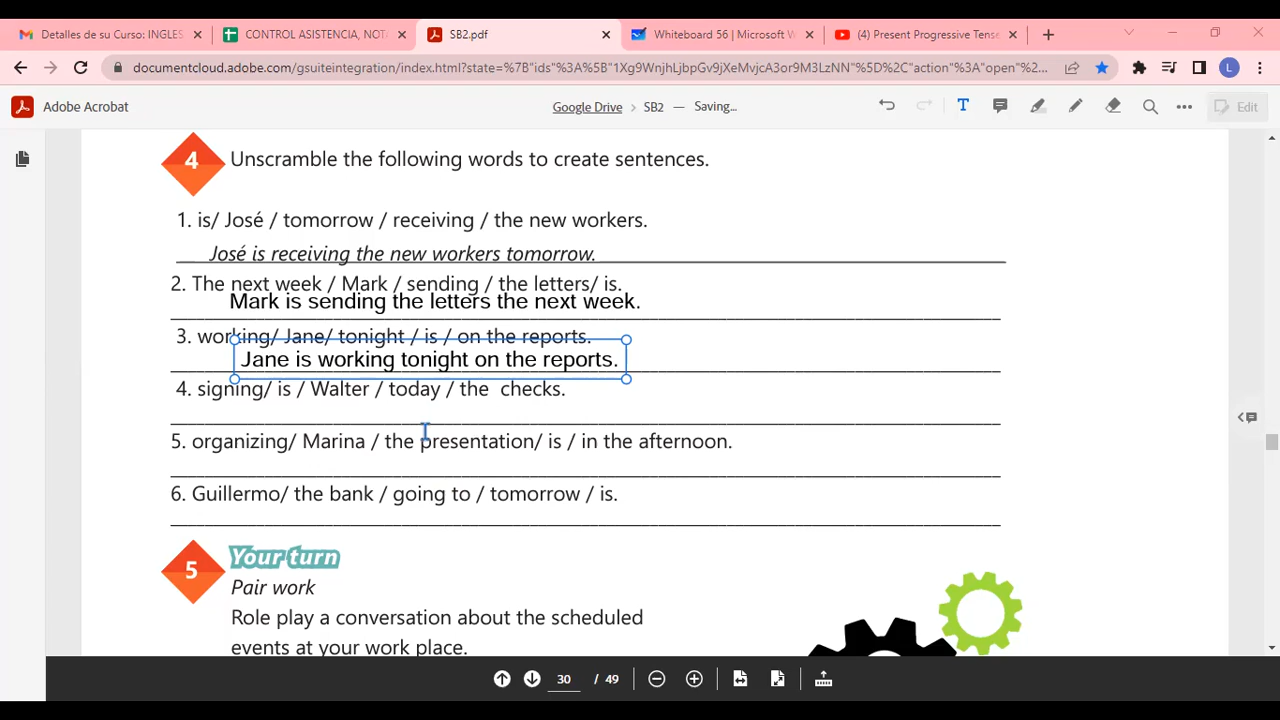 Detalles de su Curso: INGLES
CONTROL ASISTENCIA, NOT
SB2.pdf
Whiteboard 56 | Microsoft W
(4) Present Progressive Tense
documentcloud.adobe.com/gsuiteintegration/index.html?state=%7B"ids"%3A%5B"1Xg9WnjhLjbpGv9jXeMvjcA3or9M3LzNN"%5D%2C"action"%3A"open"%2...
L
Adobe Acrobat
Google Drive > SB2 — Saving...
Edit
4 Unscramble the following words to create sentences.
1. is/ José / tomorrow / receiving / the new workers.
José is receiving the new workers tomorrow.
2. The next week / Mark / sending / the letters/ is.
Mark is sending the letters the next week.
3. working/ Jane/ tonight / is / on the reports.
Jane is working tonight on the reports.
4. signing/ is / Walter / today / the checks.
5. organizing/ Marina / the presentation/ is / in the afternoon.
6. Guillermo/ the bank / going to / tomorrow / is.
5 Your turn
Pair work
Role play a conversation about the scheduled
events at your work place.
30 / 49